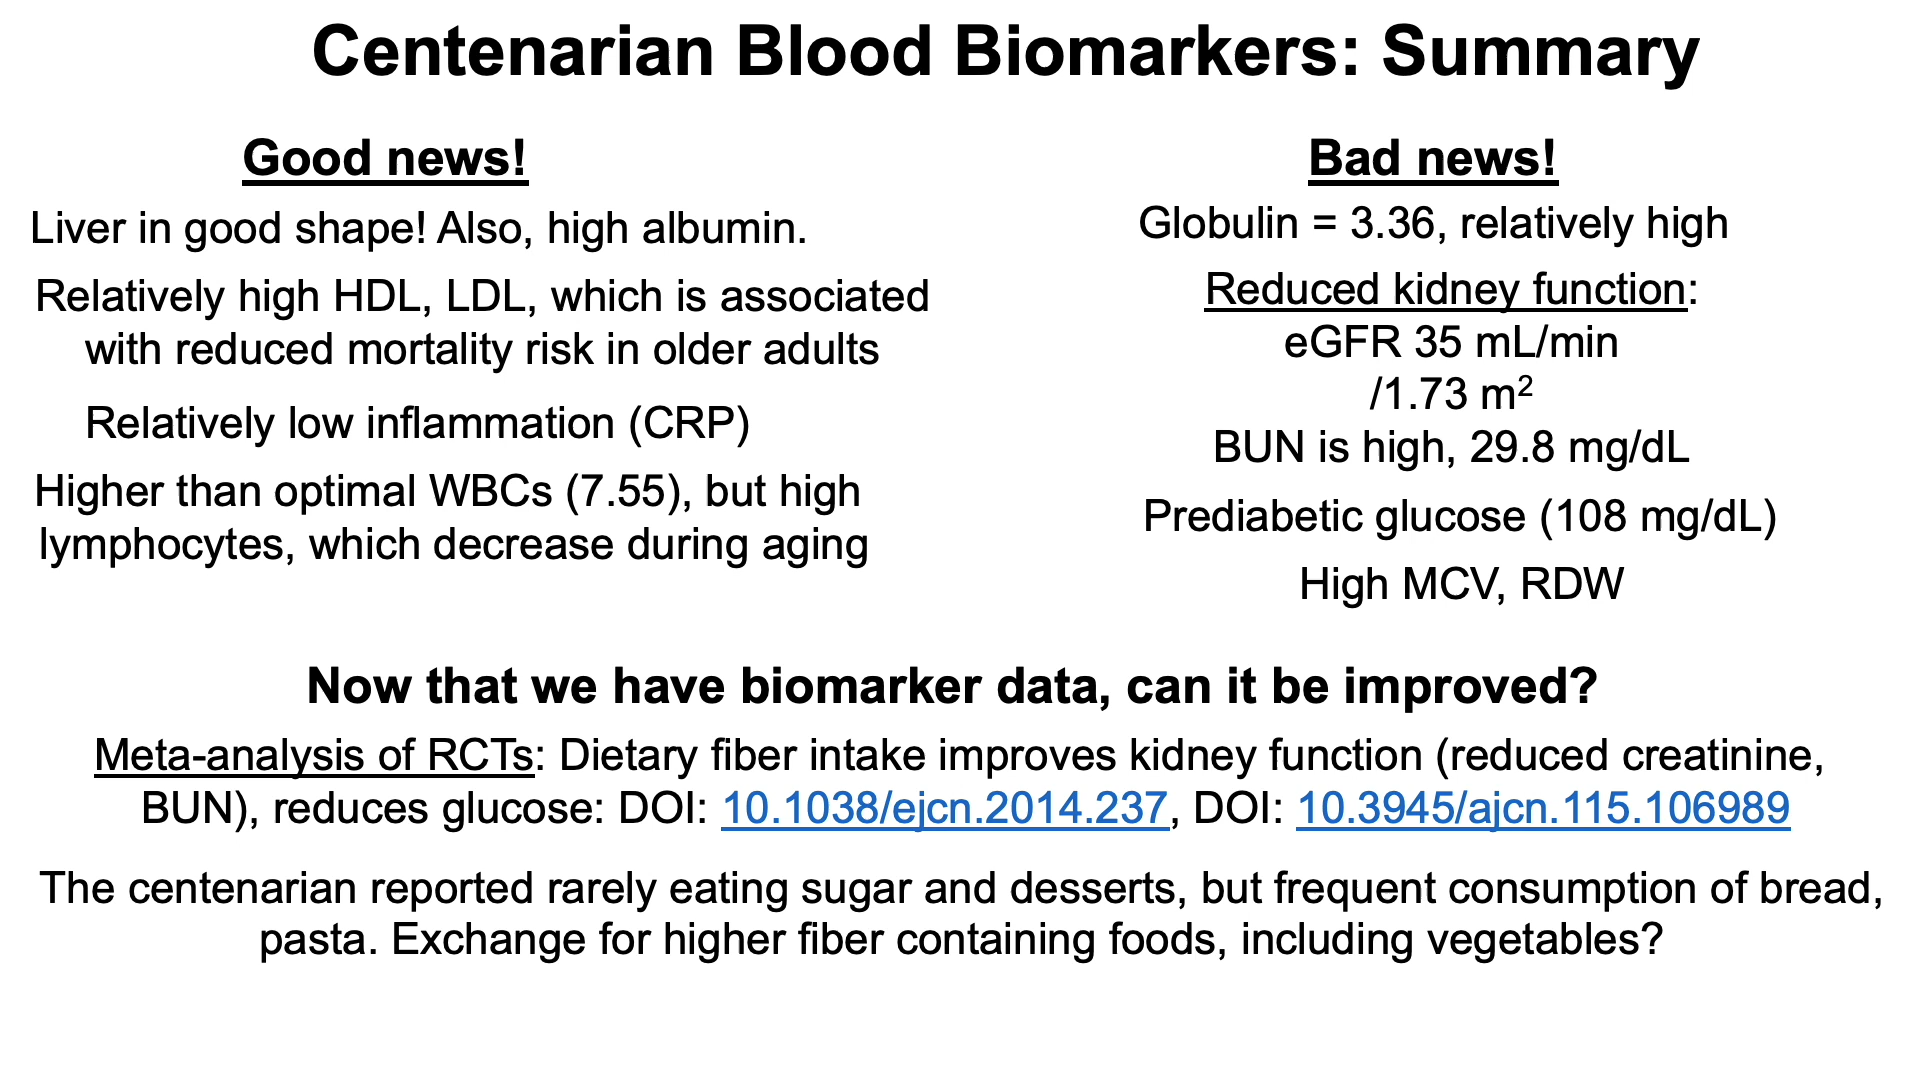 Centenarian Blood Biomarkers: Summary
Good news!
Liver in good shape! Also, high albumin.
Relatively high HDL, LDL, which is associated
with reduced mortality risk in older adults
Relatively low inflammation (CRP)
Higher than optimal WBCs (7.55), but high
lymphocytes, which decrease during aging
Bad news!
Globulin = 3.36, relatively high
Reduced kidney function:
eGFR 35 mL/min
/1.73 m²
BUN is high, 29.8 mg/dL
Prediabetic glucose (108 mg/dL)
High MCV, RDW
Now that we have biomarker data, can it be improved?
Meta-analysis of RCTs: Dietary fiber intake improves kidney function (reduced creatinine,
BUN), reduces glucose: DOI: 10.1038/ejcn.2014.237, DOI: 10.3945/ajcn.115.106989
The centenarian reported rarely eating sugar and desserts, but frequent consumption of bread,
pasta. Exchange for higher fiber containing foods, including vegetables?